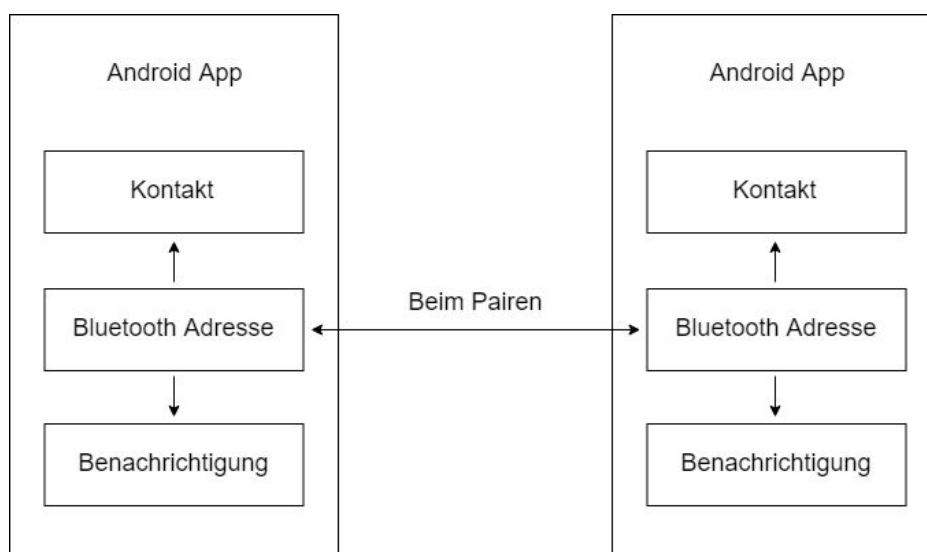 Android App
Kontakt
Bluetooth Adresse
Benachrichtigung
Beim Pairen
Android App
Kontakt
Bluetooth Adresse
Benachrichtigung